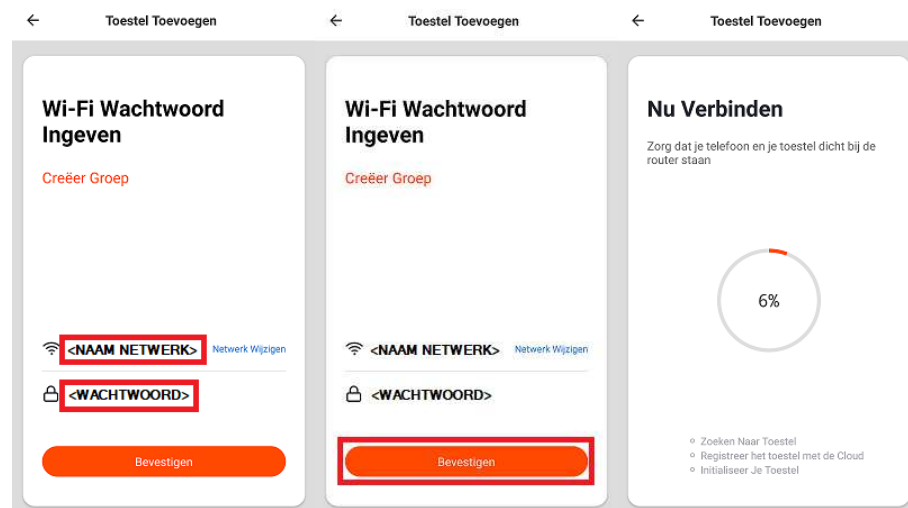 Toestel Toevoegen
Wi-Fi Wachtwoord
Ingeven
Creëer Groep
<NAAM NETWERK> Netwerk Wijzigen
<WACHTWOORD>
Bevestigen
Toestel Toevoegen
Wi-Fi Wachtwoord
Ingeven
Creëer Groep
<NAAM NETWERK> Netwerk Wijzigen
<WACHTWOORD>
Bevestigen
Toestel Toevoegen
Nu Verbinden
Zorg dat je telefoon en je toestel dicht bij de
router staan
6%
Zoeken Naar Toestel
Registreer het toestel met de Cloud
Initialiseer Je Toestel